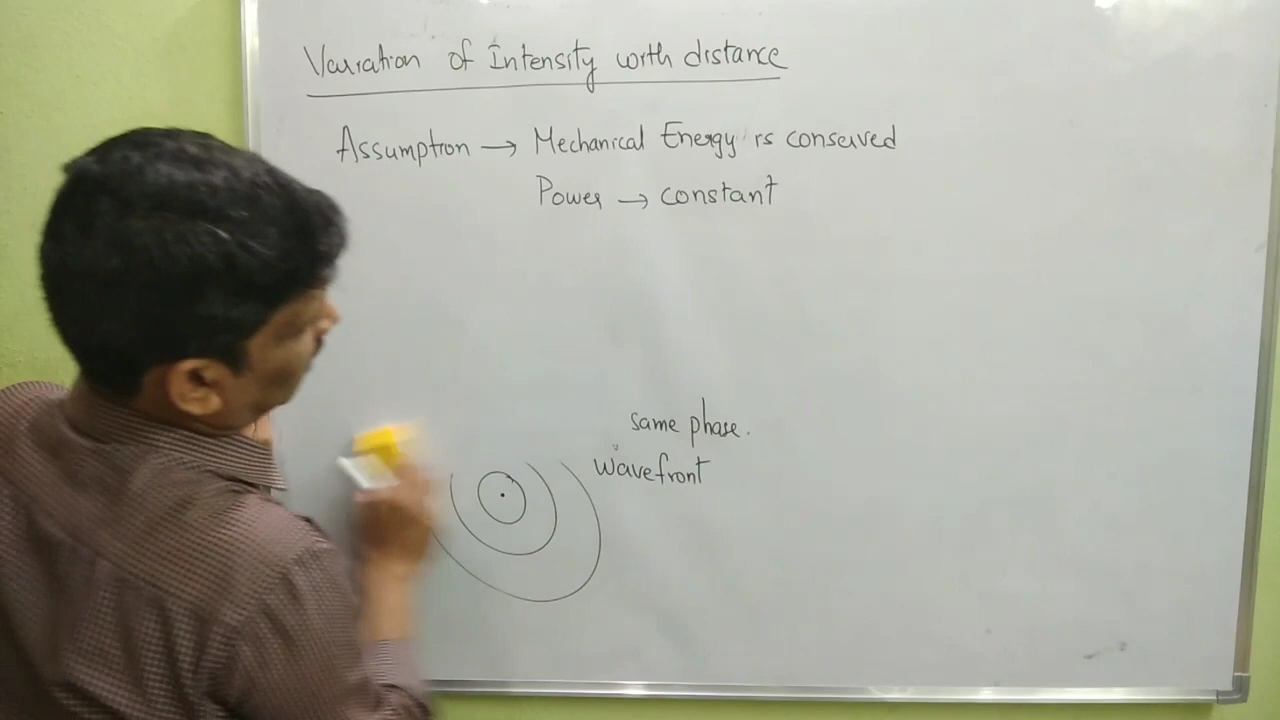 Variation of Intensity with distance
Assumption → Mechanical Energy is conserved
Power → constant
same phase.
wavefront